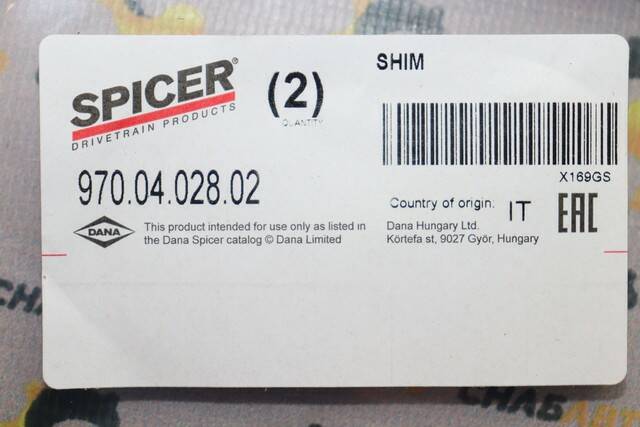 SPICER®
DRIVETRAIN PRODUCTS
(2)
QUANTITY
SHIM
X169GS
970.04.028.02
Country of origin: IT
EAC
DANA
This product intended for use only as listed in
the Dana Spicer catalog © Dana Limited
Dana Hungary Ltd.
Körtefa st, 9027 Györ, Hungary
СНАБАВТ